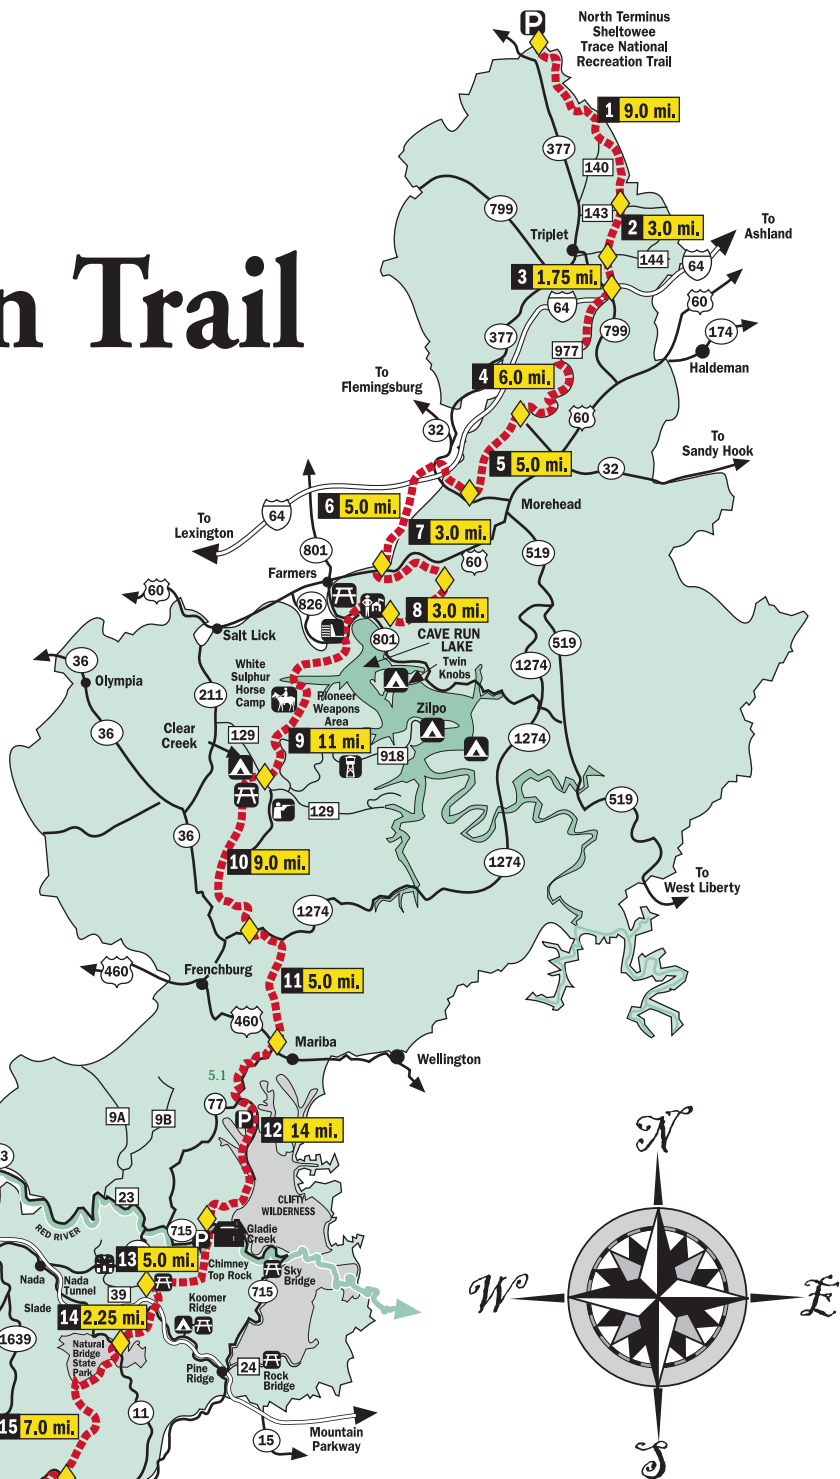 North Terminus
Sheltowee
Trace National
Recreation Trail
P
1 9.0 mi.
377
140
799
143
2 3.0 mi.
To
Ashland
Triplet
144
64
3 1.75 mi.
n Trail
64
60
377
799
174
977
Haldeman
To
Flemingsburg
4 6.0 mi.
32
60
To
Sandy Hook
5 5.0 mi.
32
6 5.0 mi.
Morehead
64
To
Lexington
7 3.0 mi.
801
519
60
Farmers
60
826
8 3.0 mi.
Salt Lick
801
CAVE RUN
LAKE
519
36
White
Sulphur
Horse
Camp
Twin
Knobs
1274
Olympia
211
Pioneer
Weapons
Area
Zilpo
36
Clear
Creek
129
9 11 mi.
1274
918
519
129
36
10 9.0 mi.
1274
To
West Liberty
1274
460
Frenchburg
11 5.0 mi.
460
Mariba
Wellington
5.1
77
9A
9B
P
12 14 mi.
N
3
23
CLIFTY
WILDERNESS
RED RIVER
715
P
Gladie
Creek
13 5.0 mi.
Chimney
Top Rock
Sky
Bridge
Nada
Nada
Tunnel
39
715
W
E
Slade
Koomer
Ridge
14 2.25 mi.
1639
Natural
Bridge
State
Park
24
Pine
Ridge
Rock
Bridge
11
15 7.0 mi.
15
Mountain
Parkway
S